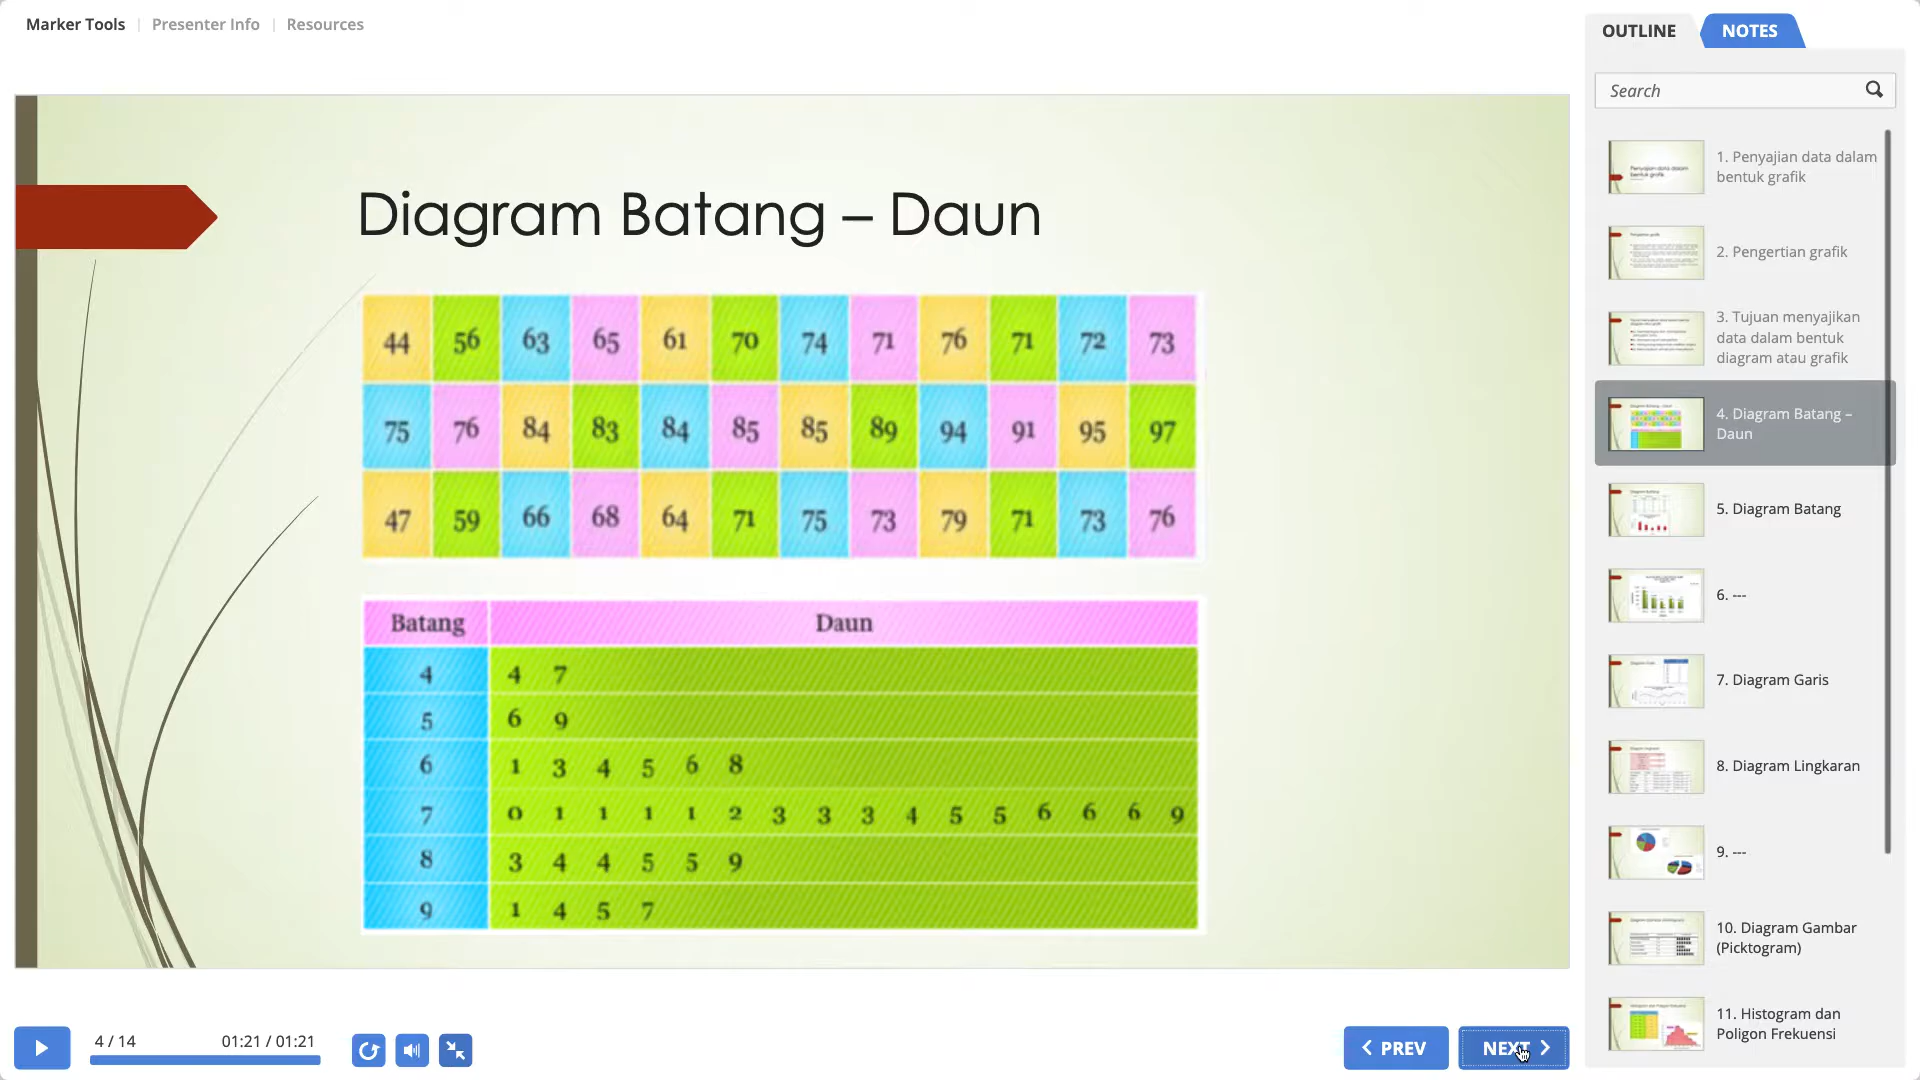 Marker Tools | Presenter Info | Resources
Diagram Batang – Daun
44 56 63 65 61 70 74 71 76 71 72 73
75 76 84 83 84 85 85 89 94 91 95 97
47 59 66 68 64 71 75 73 79 71 73 76
Batang Daun
4 4 7
5 6 9
6 1 3 4 5 6 8
7 0 1 1 1 1 2 3 3 3 4 5 5 6 6 6 9
8 3 4 4 5 5 9
9 1 4 5 7
4 / 14 01:21 / 01:21
PREV NEXT
OUTLINE NOTES
Search
1. Penyajian data dalam
bentuk grafik
2. Pengertian grafik
3. Tujuan menyajikan
data dalam bentuk
diagram atau grafik
4. Diagram Batang –
Daun
5. Diagram Batang
6. ---
7. Diagram Garis
8. Diagram Lingkaran
9. ---
10. Diagram Gambar
(Picktogram)
11. Histogram dan
Poligon Frekuensi